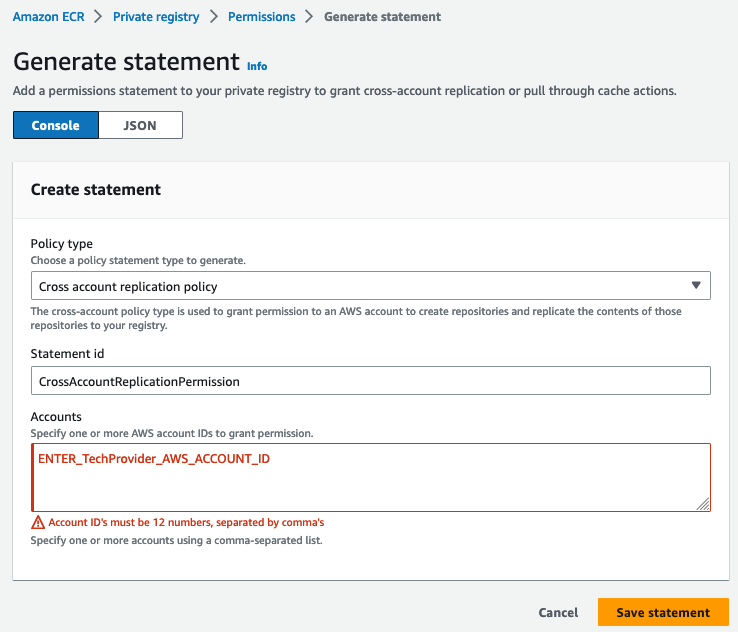 Amazon ECR > Private registry > Permissions > Generate statement
Generate statement Info
Add a permissions statement to your private registry to grant cross-account replication or pull through cache actions.
Console JSON
Create statement
Policy type
Choose a policy statement type to generate.
Cross account replication policy
The cross-account policy type is used to grant permission to an AWS account to create repositories and replicate the contents of those
repositories to your registry.
Statement id
CrossAccountReplicationPermission
Accounts
Specify one or more AWS account IDs to grant permission.
ENTER_TechProvider_AWS_ACCOUNT_ID
Account ID's must be 12 numbers, separated by comma's
Specify one or more accounts using a comma-separated list.
Cancel Save statement